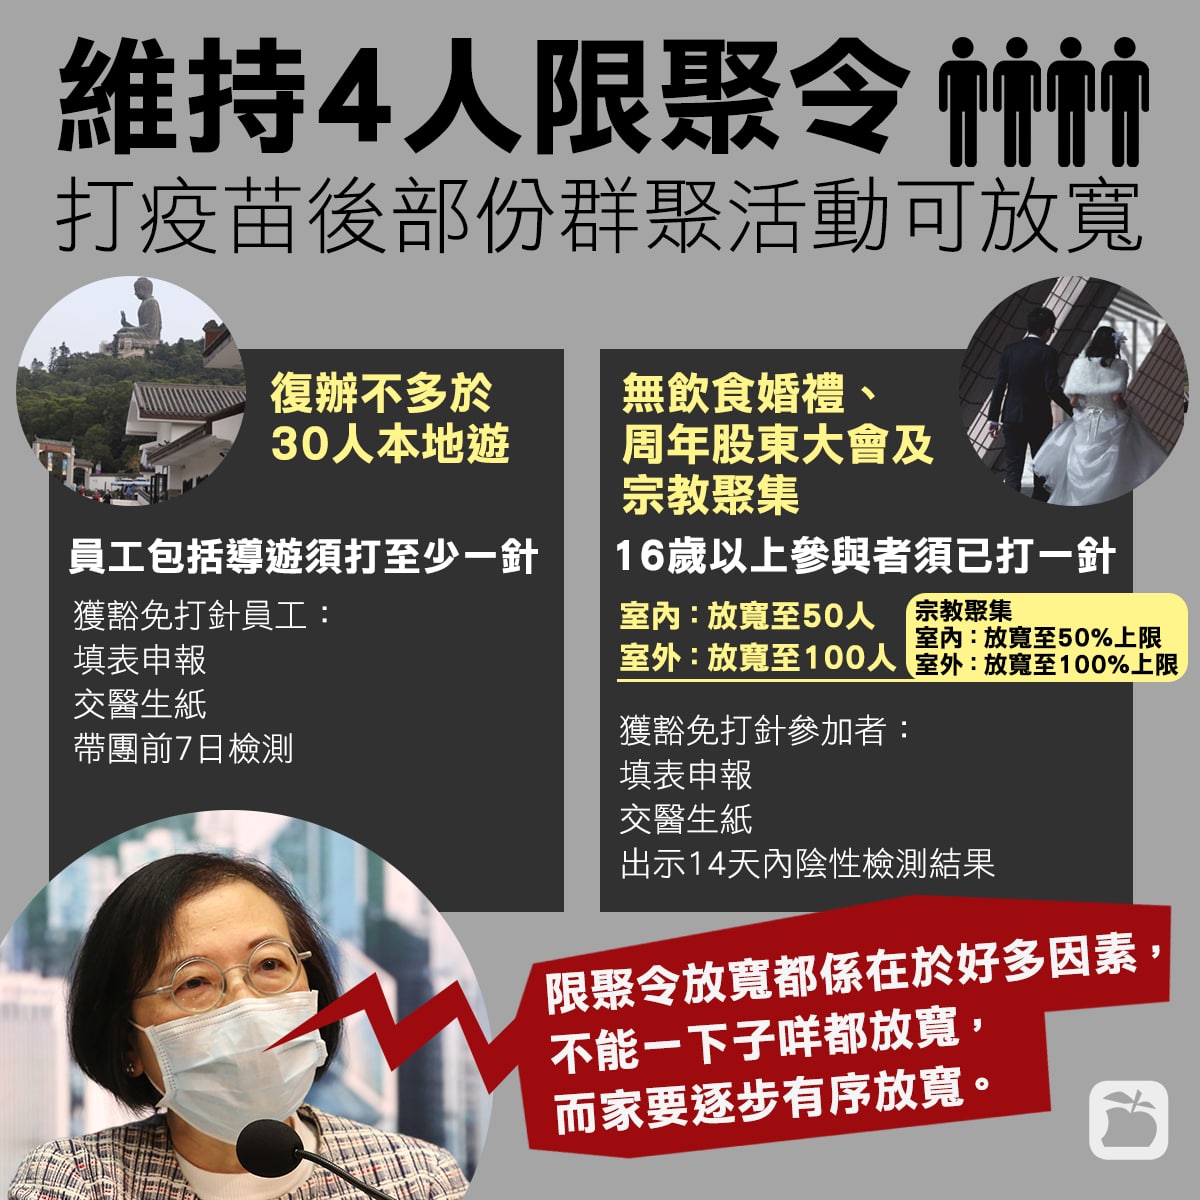 維持4人限聚令
打疫苗後部份群聚活動可放寬
復辦不多於
30人本地遊
員工包括導遊須打至少一針
獲豁免打針員工：
填表申報
交醫生紙
帶團前7日檢測
無飲食婚禮、
周年股東大會及
宗教聚集
16歲以上參與者須已打一針
室內：放寬至50人
室外：放寬至100人
宗教聚集
室內：放寬至50%上限
室外：放寬至100%上限
獲豁免打針參加者：
填表申報
交醫生紙
出示14天內陰性檢測結果
限聚令放寬都係在於好多因素，
不能一下子咩都放寬，
而家要逐步有序放寬。